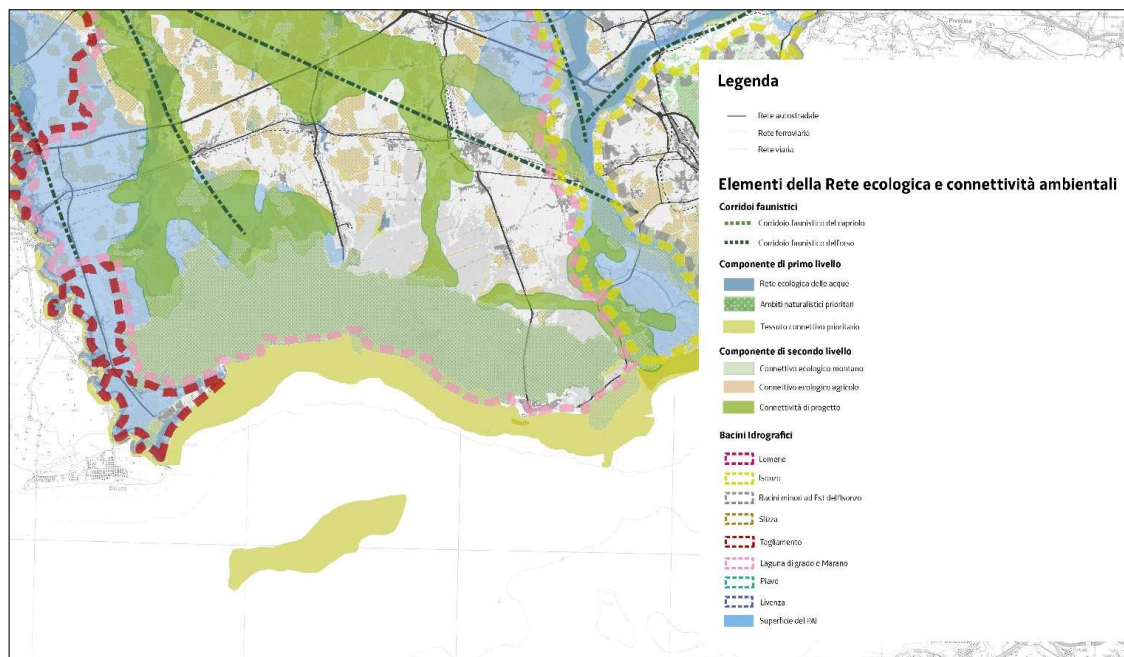 Legenda
Rete autostradale
Rete ferroviaria
Rete viaria
Elementi della Rete ecologica e connettività ambientali
Corridoi faunistici
Corridoio faunistico del capriolo
Corridoio faunistico dell'orso
Componente di primo livello
Rete ecologica delle acque
Ambiti naturalistici prioritari
Tessuto connettivo prioritario
Componente di secondo livello
Connettivo ecologico montano
Connettivo ecologico agricolo
Connettività di progetto
Bacini Idrografici
Lemene
Isonzo
Bacini minori ad Est dell'Isonzo
Slizza
Tagliamento
Laguna di grado e Marano
Piave
Livenza
Superficie del PAI